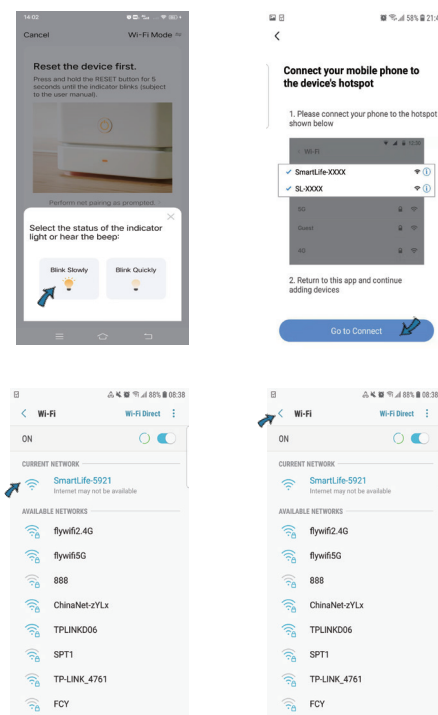 14:02
Cancel
Wi-Fi Mode
Reset the device first.
Press and hold the RESET button for 5
seconds until the indicator blinks (subject
to the user manual).
Perform net pairing as prompted.
Select the status of the indicator
light or hear the beep:
Blink Slowly
Blink Quickly
58% 21:4
Connect your mobile phone to
the device's hotspot
1. Please connect your phone to the hotspot
shown below
Wi-Fi
SmartLife-XXXX
SL-XXXX
5G
Guest
4G
2. Return to this app and continue
adding devices
Go to Connect
88% 08:38
Wi-Fi
Wi-Fi Direct
ON
CURRENT NETWORK
SmartLife-5921
Internet may not be available
AVAILABLE NETWORKS
flywifi2.4G
flywifi5G
888
ChinaNet-zYLx
TPLINKD06
SPT1
TP-LINK_4761
FCY
88% 08:38
Wi-Fi
Wi-Fi Direct
ON
CURRENT NETWORK
SmartLife-5921
Internet may not be available
AVAILABLE NETWORKS
flywifi2.4G
flywifi5G
888
ChinaNet-zYLx
TPLINKD06
SPT1
TP-LINK_4761
FCY